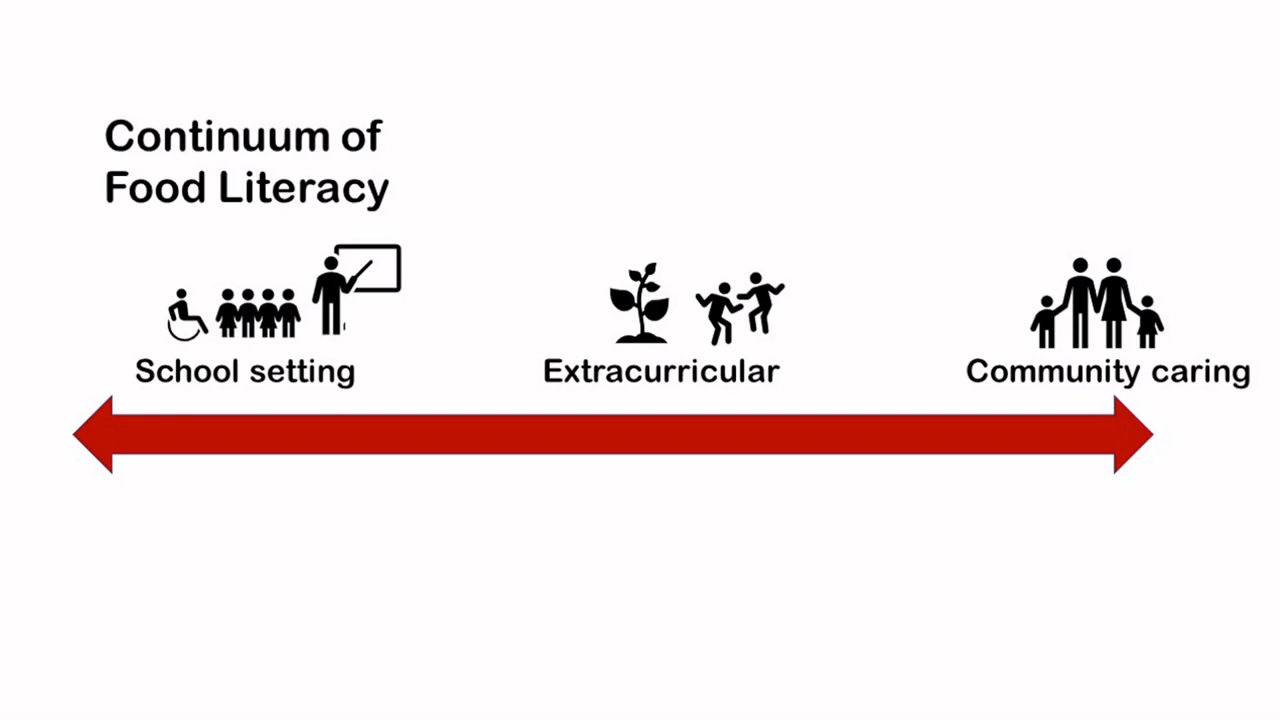 Continuum of
Food Literacy
School setting
Extracurricular
Community caring